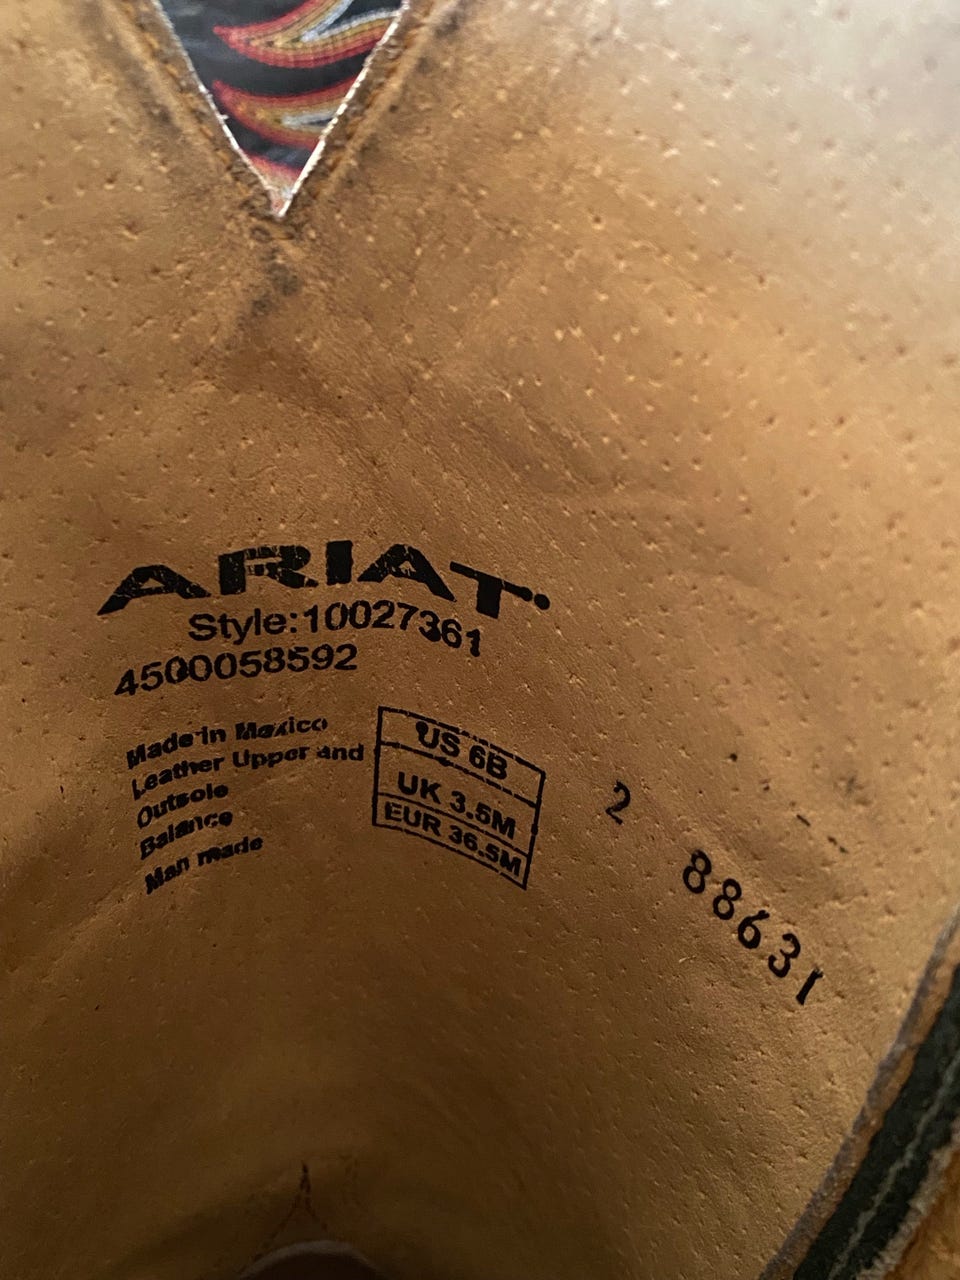 ARIAT
Style:10027361
4500058592
Made in Mexico
Leather Upper and
Outsole
Balance
Man made
US 6B
UK 3.5M
EUR 36.5M
2
88631